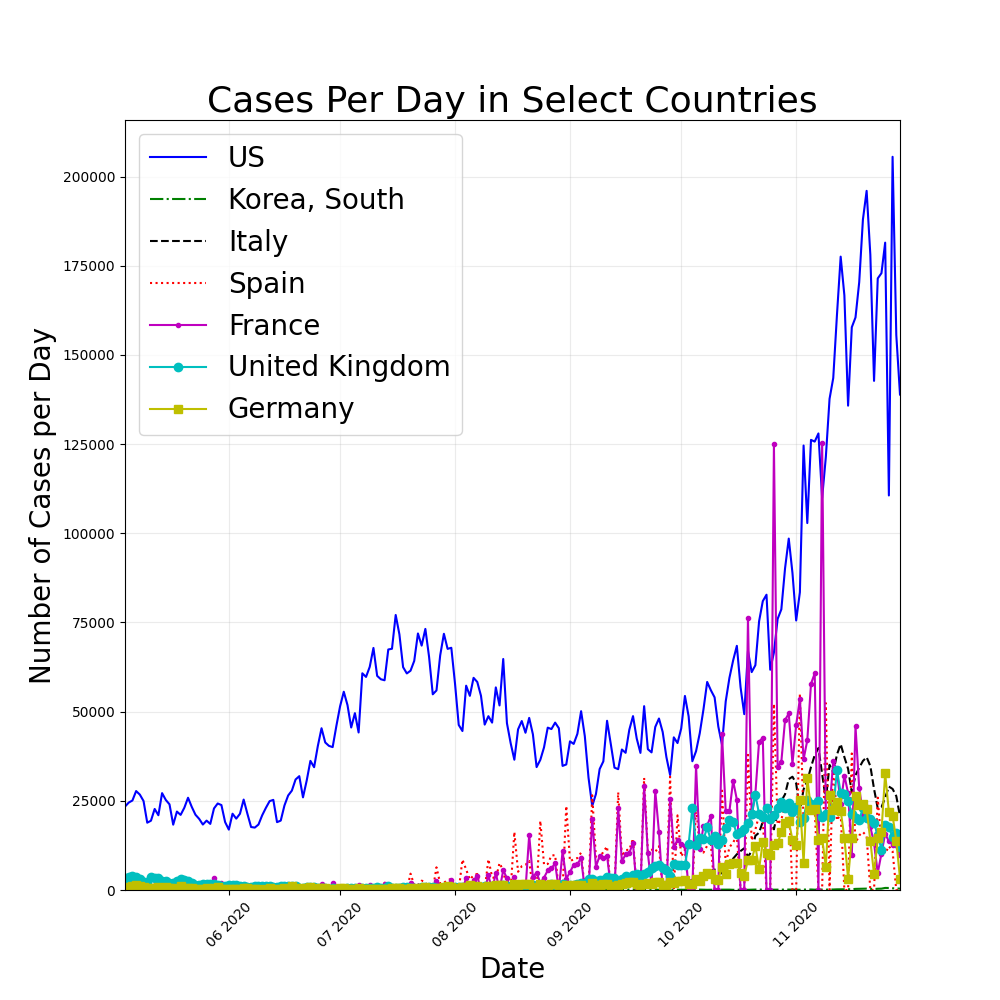 Cases Per Day in Select Countries
US
Korea, South
Italy
Spain
France
United Kingdom
Germany
Number of Cases per Day
200000
175000
150000
125000
100000
75000
50000
25000
0
06 2020
07 2020
08 2020
09 2020
10 2020
11 2020
Date